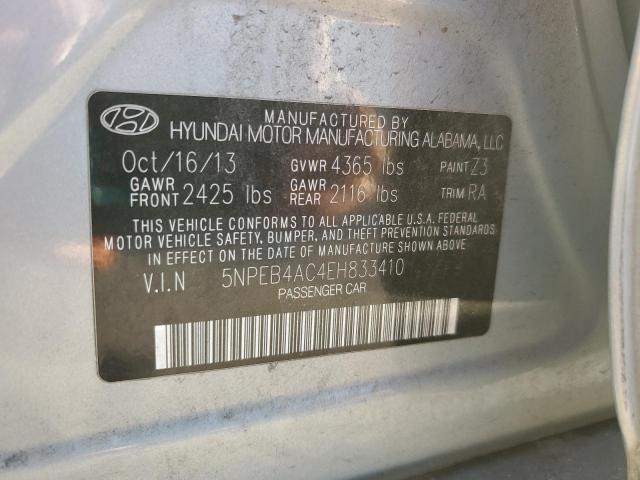 MANUFACTURED BY
HYUNDAI MOTOR MANUFACTURING ALABAMA, LLC
Oct/16/13 GVWR 4365 lbs PAINT Z3
GAWR FRONT 2425 lbs GAWR REAR 2116 lbs TRIM RA
THIS VEHICLE CONFORMS TO ALL APPLICABLE U.S.A. FEDERAL
MOTOR VEHICLE SAFETY, BUMPER, AND THEFT PREVENTION STANDARDS
IN EFFECT ON THE DATE OF MANUFACTURE SHOWN ABOVE.
V.I.N 5NPEB4AC4EH833410
PASSENGER CAR